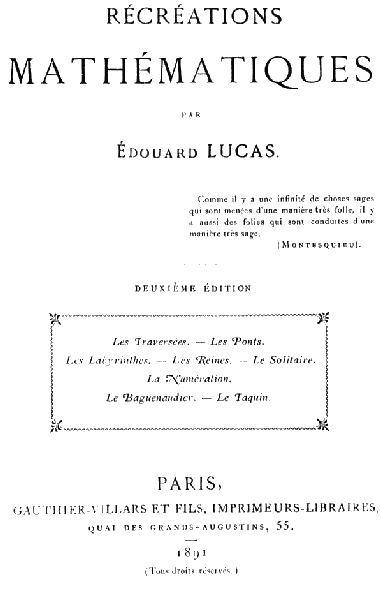 RÉCRÉATIONS
MATHÉMATIQUES
PAR
ÉDOUARD LUCAS.
Comme il y a une infinité de choses sages
qui sont menées d'une manière très folle, il y
a aussi des folies qui sont conduites d'une
manière très sage.
(MONTESQUIEU).
DEUXIÈME ÉDITION
Les Traversées. — Les Ponts.
Les Labyrinthes. — Les Reines. — Le Solitaire.
La Numération.
Le Baguenaudier. — Le Taquin.
PARIS,
GAUTHIER-VILLARS ET FILS, IMPRIMEURS-LIBRAIRES,
QUAI DES GRANDS-AUGUSTINS, 55.
1891
(Tous droits réservés.)